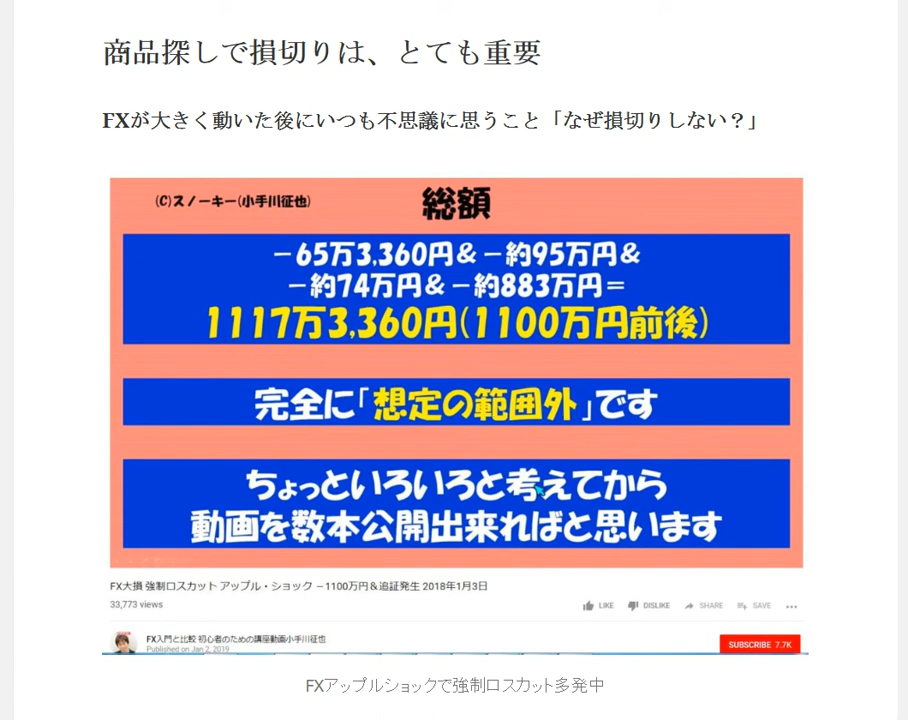 商品探しで損切りは、とても重要
FXが大きく動いた後にいつも不思議に思うこと「なぜ損切りしない？」
(C)スノーキー(小手川征也)
総額
－65万3,360円＆－約95万円＆
－約74万円＆－約883万円＝
1117万3,360円(1100万円前後)
完全に「想定の範囲外」です
ちょっといろいろと考えてから
動画を数本公開出来ればと思います
FX大損 強制ロスカット アップル・ショック －1100万円＆追証発生 2018年1月3日
33,773 views
LIKE DISLIKE SHARE SAVE
FX入門と比較 初心者のための講座動画小手川征也
Published on Jan 2, 2019
SUBSCRIBE 7.7K
FXアップルショックで強制ロスカット多発中